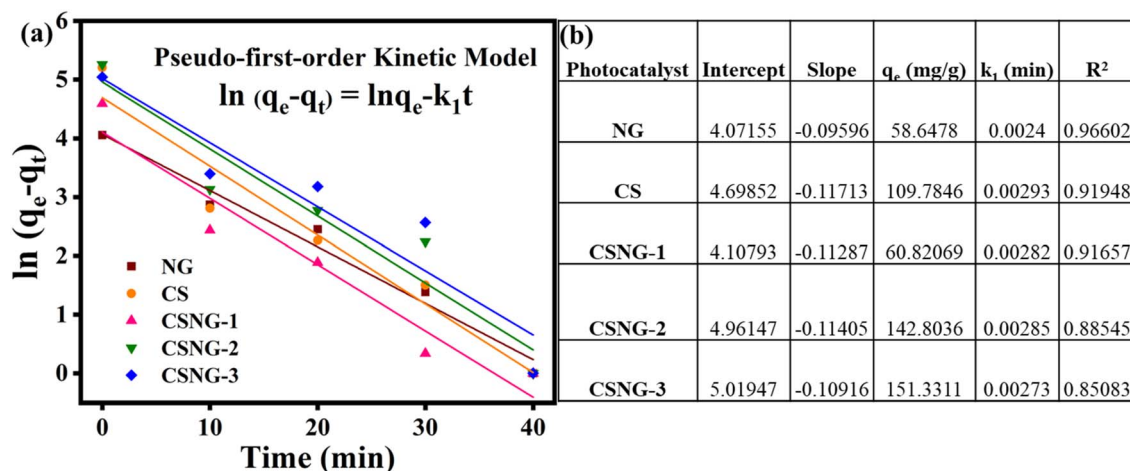 (a)
Pseudo-first-order Kinetic Model
ln (qₑ-qₜ) = lnqₑ-k₁t
ln (qₑ-qₜ)
6
5
4
3
2
1
0
NG
CS
CSNG-1
CSNG-2
CSNG-3
0 10 20 30 40
Time (min)
(b)
Photocatalyst Intercept Slope qₑ (mg/g) k₁ (min) R²
NG 4.07155 -0.09596 58.6478 0.0024 0.96602
CS 4.69852 -0.11713 109.7846 0.00293 0.91948
CSNG-1 4.10793 -0.11287 60.82069 0.00282 0.91657
CSNG-2 4.96147 -0.11405 142.8036 0.00285 0.88545
CSNG-3 5.01947 -0.10916 151.3311 0.00273 0.85083